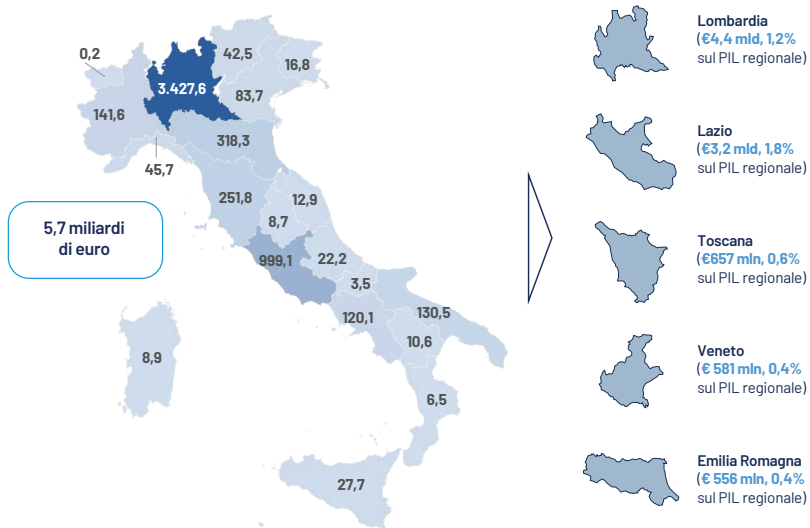 0,2
42,5
16,8
3.427,6
83,7
141,6
318,3
45,7
251,8
12,9
8,7
5,7 miliardi
di euro
999,1
22,2
3,5
120,1
130,5
10,6
8,9
6,5
27,7
Lombardia
(€4,4 mld, 1,2%
sul PIL regionale)
Lazio
(€3,2 mld, 1,8%
sul PIL regionale)
Toscana
(€657 mln, 0,6%
sul PIL regionale)
Veneto
(€ 581 mln, 0,4%
sul PIL regionale)
Emilia Romagna
(€ 556 mln, 0,4%
sul PIL regionale)